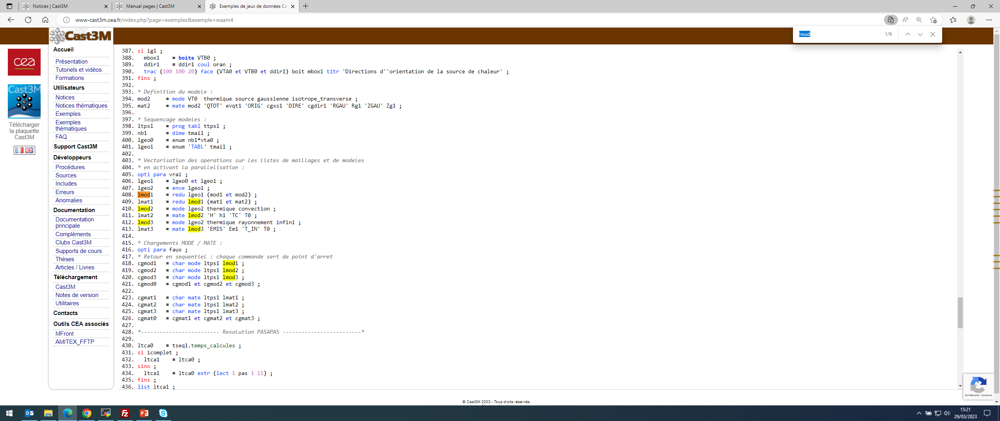 Notices | Cast3M
Manual pages | Cast3M
Exemples de jeux de données Ca
www-cast3m.cea.fr/index.php?page=exemples&exemple=waam4
lmod
1/9
Cast3M
cea
Cast3M
Télécharger
la plaquette
Cast3M
Accueil
Présentation
Tutoriels et vidéos
Formations
Utilisateurs
Notices
Notices thématiques
Exemples
Exemples
thématiques
FAQ
Support Cast3M
Développeurs
Procédures
Sources
Includes
Erreurs
Anomalies
Documentation
Documentation
principale
Compléments
Clubs Cast3M
Supports de cours
Thèses
Articles / Livres
Téléchargement
Cast3M
Notes de version
Utilitaires
Contacts
Outils CEA associés
MFront
AMITEX_FFTP
387. si ig1 ;
388.   mbox1    = boite VTB0 ;
389.   ddir1    = ddir1 coul oran ;
390.   trac (100 100 20) face (VTA0 et VTB0 et ddir1) boit mbox1 titr 'Directions d''orientation de la source de chaleur' ;
391. fins ;
392.
393. * Definition du modele :
394. mod2     = mode VT0  thermique source gaussienne isotrope_transverse ;
395. mat2     = mate mod2 'QTOT' evqt1 'ORIG' cgxs1 'DIRE' cgdir1 'RGAU' Rg1 'ZGAU' Zg1 ;
396.
397. * Sequencage modeles :
398. ltps1    = prog tabl ttps1 ;
399. nb1      = dime tmai1 ;
400. lgeo0    = enum nb1*vta0 ;
401. lgeo1    = enum 'TABL' tmai1 ;
402.
403. * Vectorisation des operations sur les listes de maillages et de modeles
404. * en activant la parallelisation :
405. opti para vrai ;
406. lgeo1    = lgeo0 et lgeo1 ;
407. lgeo2    = enve lgeo1 ;
408. lmod1    = redu lgeo1 (mod1 et mod2) ;
409. lmat1    = redu lmod1 (mat1 et mat2) ;
410. lmod2    = mode lgeo2 thermique convection ;
411. lmat2    = mate lmod2 'H' h1 'TC' T0 ;
412. lmod3    = mode lgeo2 thermique rayonnement infini ;
413. lmat3    = mate lmod3 'EMIS' Em1 'T_IN' T0 ;
414.
415. * Chargements MODE / MATE :
416. opti para faux ;
417. * Retour en sequentiel : chaque commande sert de point d'arret
418. cgmod1   = char mode ltps1 lmod1 ;
419. cgmod2   = char mode ltps1 lmod2 ;
420. cgmod3   = char mode ltps1 lmod3 ;
421. cgmod0   = cgmod1 et cgmod2 et cgmod3 ;
422.
423. cgmat1   = char mate ltps1 lmat1 ;
424. cgmat2   = char mate ltps1 lmat2 ;
425. cgmat3   = char mate ltps1 lmat3 ;
426. cgmat0   = cgmat1 et cgmat2 et cgmat3 ;
427.
428. *------------------------- Resolution PASAPAS -------------------------*
429.
430. ltca0    = tseq1.temps_calcules ;
431. si icomplet ;
432.   ltca1    = ltca0 ;
433. sino ;
434.   ltca1    = ltca0 extr (lect 1 pas 1 11) ;
435. fins ;
436. list ltca1 ;
Confidentialité - Conditions
© Cast3M 2003 - Tous droits réservés.
15:21
29/03/2023